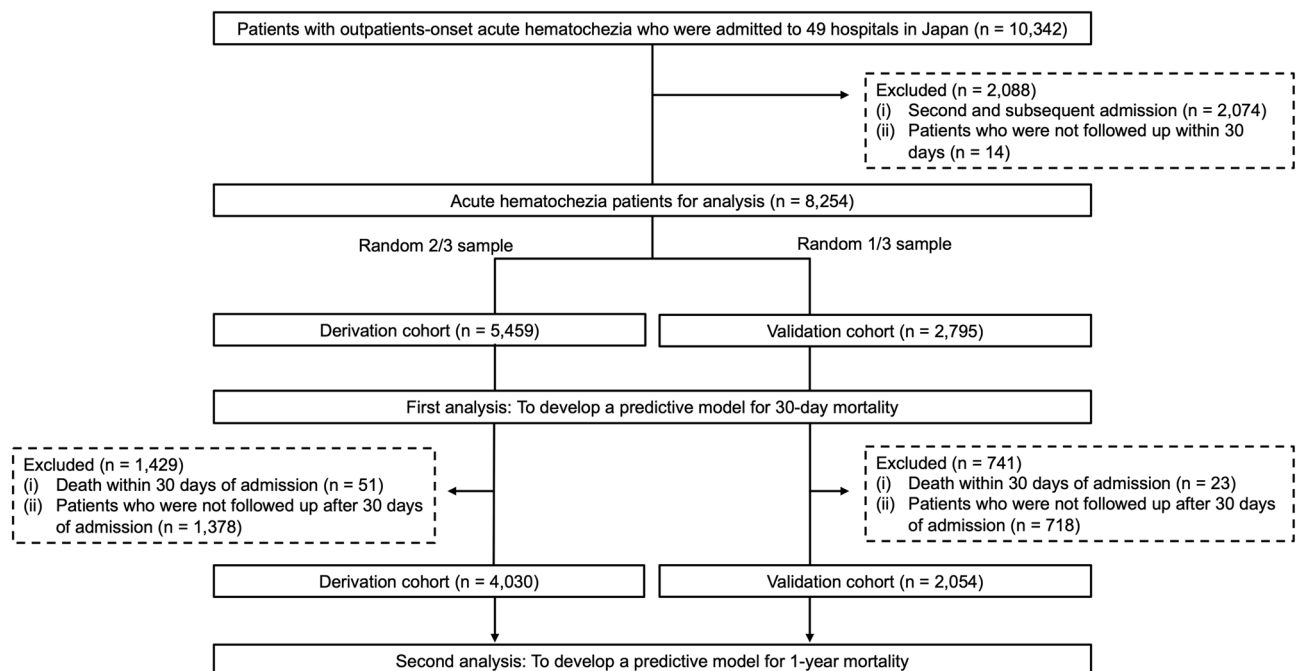 Patients with outpatients-onset acute hematochezia who were admitted to 49 hospitals in Japan (n = 10,342)
Excluded (n = 2,088)
(i) Second and subsequent admission (n = 2,074)
(ii) Patients who were not followed up within 30
days (n = 14)
Acute hematochezia patients for analysis (n = 8,254)
Random 2/3 sample
Random 1/3 sample
Derivation cohort (n = 5,459)
Validation cohort (n = 2,795)
First analysis: To develop a predictive model for 30-day mortality
Excluded (n = 1,429)
(i) Death within 30 days of admission (n = 51)
(ii) Patients who were not followed up after 30 days
of admission (n = 1,378)
Excluded (n = 741)
(i) Death within 30 days of admission (n = 23)
(ii) Patients who were not followed up after 30 days
of admission (n = 718)
Derivation cohort (n = 4,030)
Validation cohort (n = 2,054)
Second analysis: To develop a predictive model for 1-year mortality